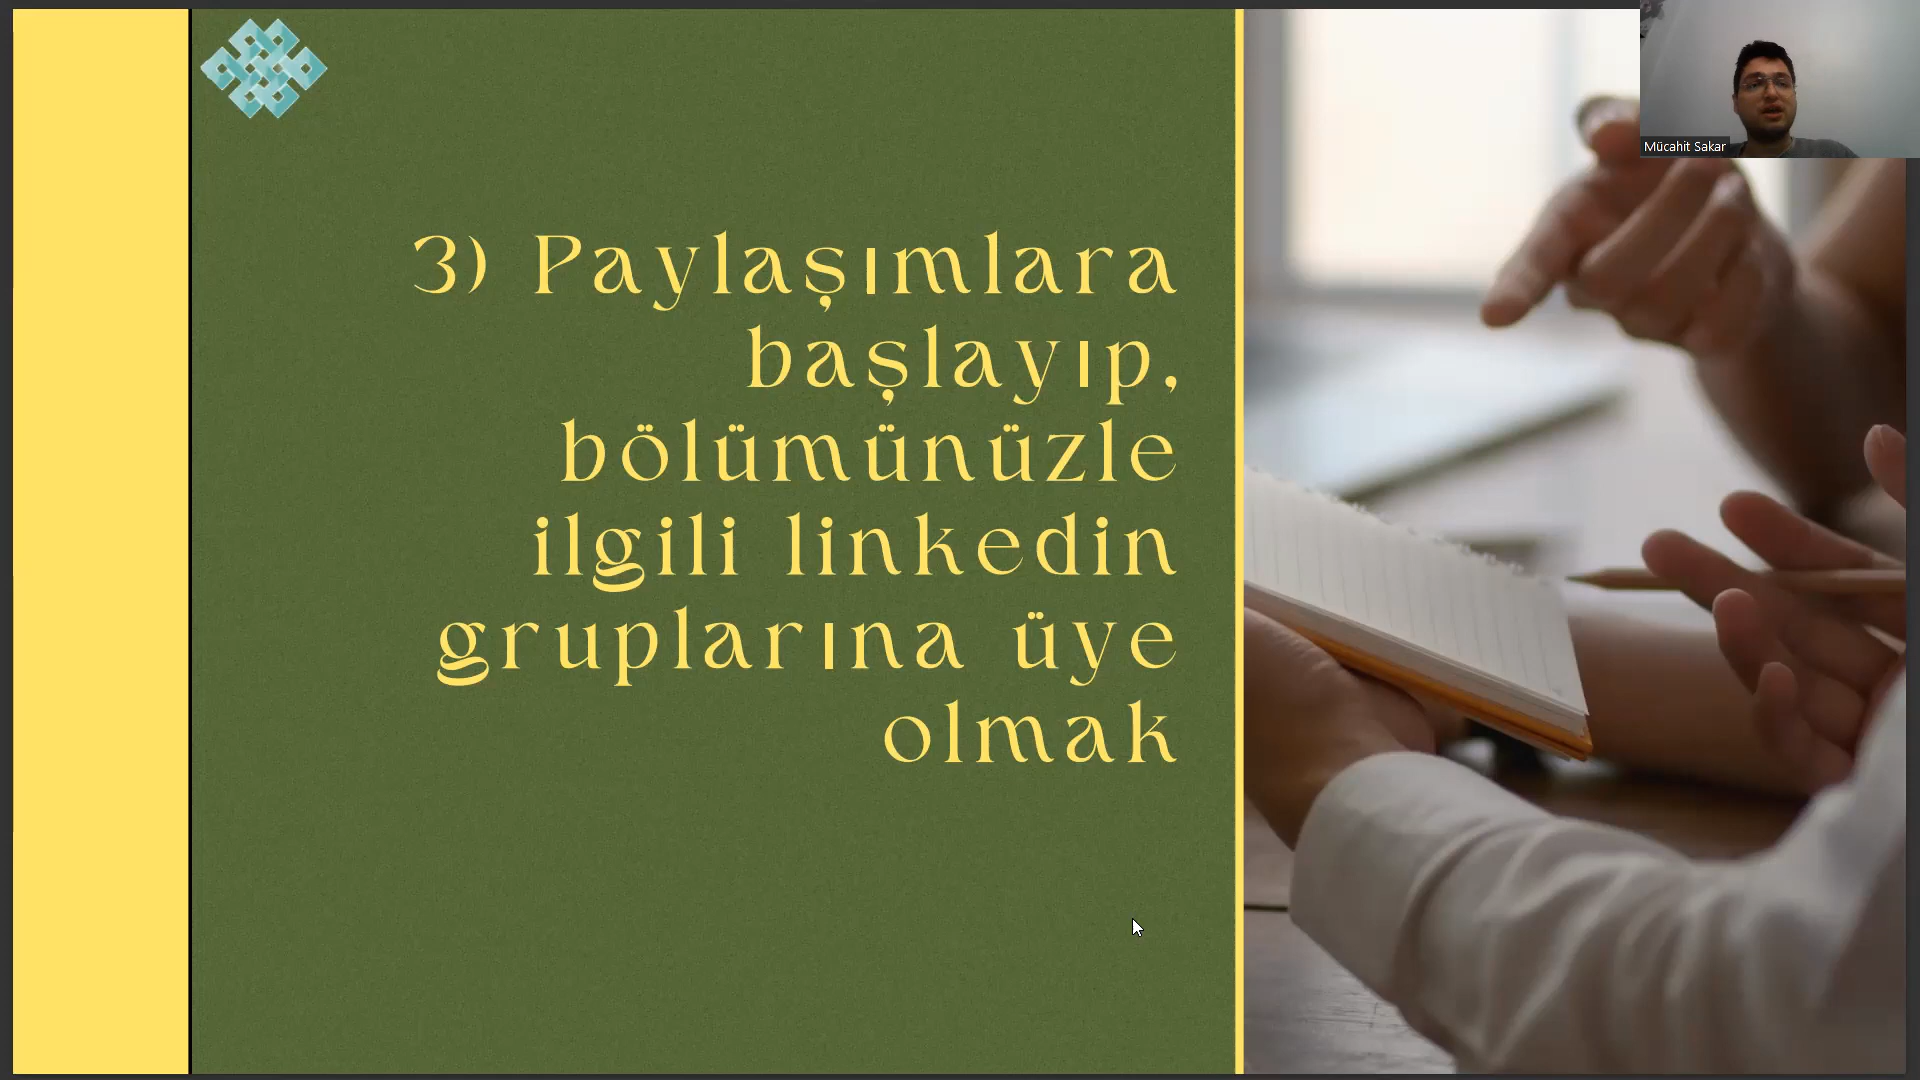 3) Paylaşımlara
başlayıp,
bölümünüzle
ilgili linkedin
gruplarına üye
olmak
Mücahit Sakar